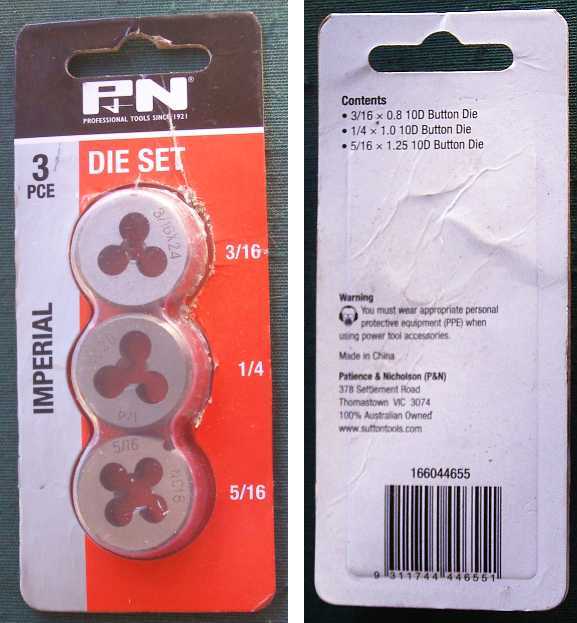 P&N
PROFESSIONAL TOOLS SINCE 1921
3
PCE
DIE SET
IMPERIAL
3/16X24
3/16
1/4
P/N
5/16
NC18
5/16
Contents
• 3/16 × 0.8 10D Button Die
• 1/4 × 1.0 10D Button Die
• 5/16 × 1.25 10D Button Die
Warning
You must wear appropriate personal
protective equipment (PPE) when
using power tool accessories.
Made in China
Patience & Nicholson (P&N)
378 Settlement Road
Thomastown VIC 3074
100% Australian Owned
www.suttontools.com
166044655
9 311744 446551